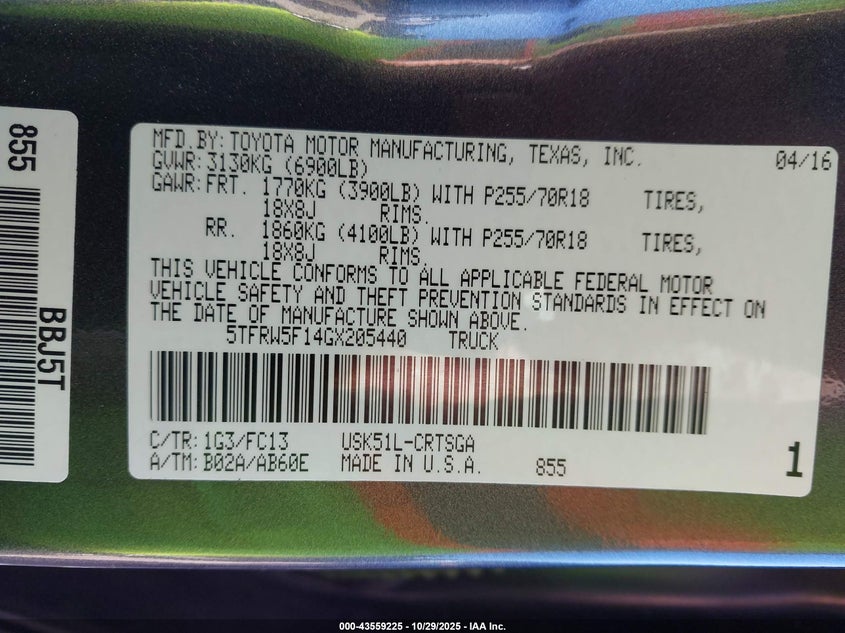 855
BBJ5T
MFD.BY: TOYOTA MOTOR MANUFACTURING, TEXAS, INC. 04/16
GVWR: 3130KG (6900LB)
GAWR: FRT. 1770KG (3900LB) WITH P255/70R18 TIRES,
18X8J RIMS.
RR. 1860KG (4100LB) WITH P255/70R18 TIRES,
18X8J RIMS.
THIS VEHICLE CONFORMS TO ALL APPLICABLE FEDERAL MOTOR
VEHICLE SAFETY AND THEFT PREVENTION STANDARDS IN EFFECT ON
THE DATE OF MANUFACTURE SHOWN ABOVE.
5TFRW5F14GX205440 TRUCK
C/TR: 1G3/FC13 USK51L-CRTSGA
A/TM: B02A/AB60E MADE IN U.S.A. 855 1
000-43559225 - 10/29/2025 - IAA Inc.